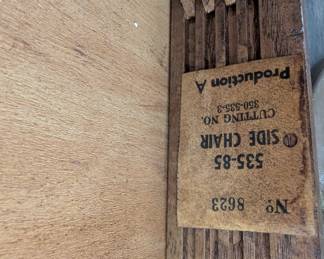 Nº 8623
535-85
SIDE CHAIR
CUTTING NO.
350-535-3
Production A